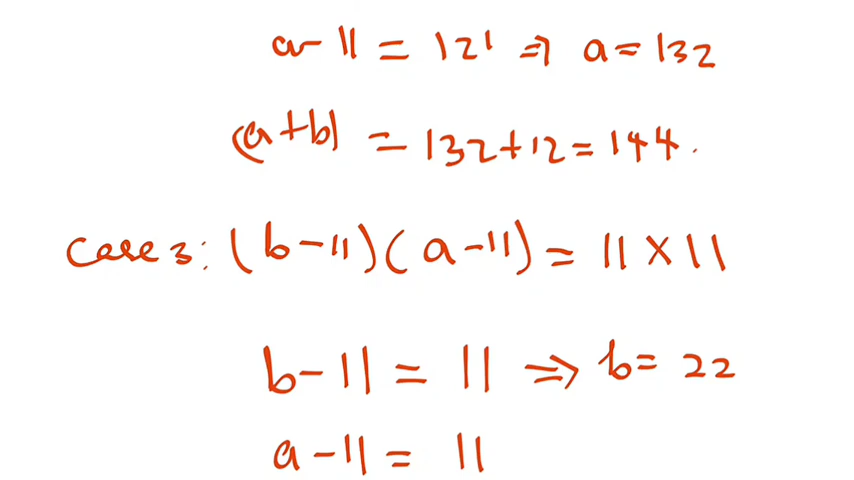 a-11 = 121 ⇒ a = 132
(a+b) = 132+12 = 144.
Case 3: (b-11)(a-11) = 11 × 11
b-11 = 11 ⇒ b = 22
a-11 = 11